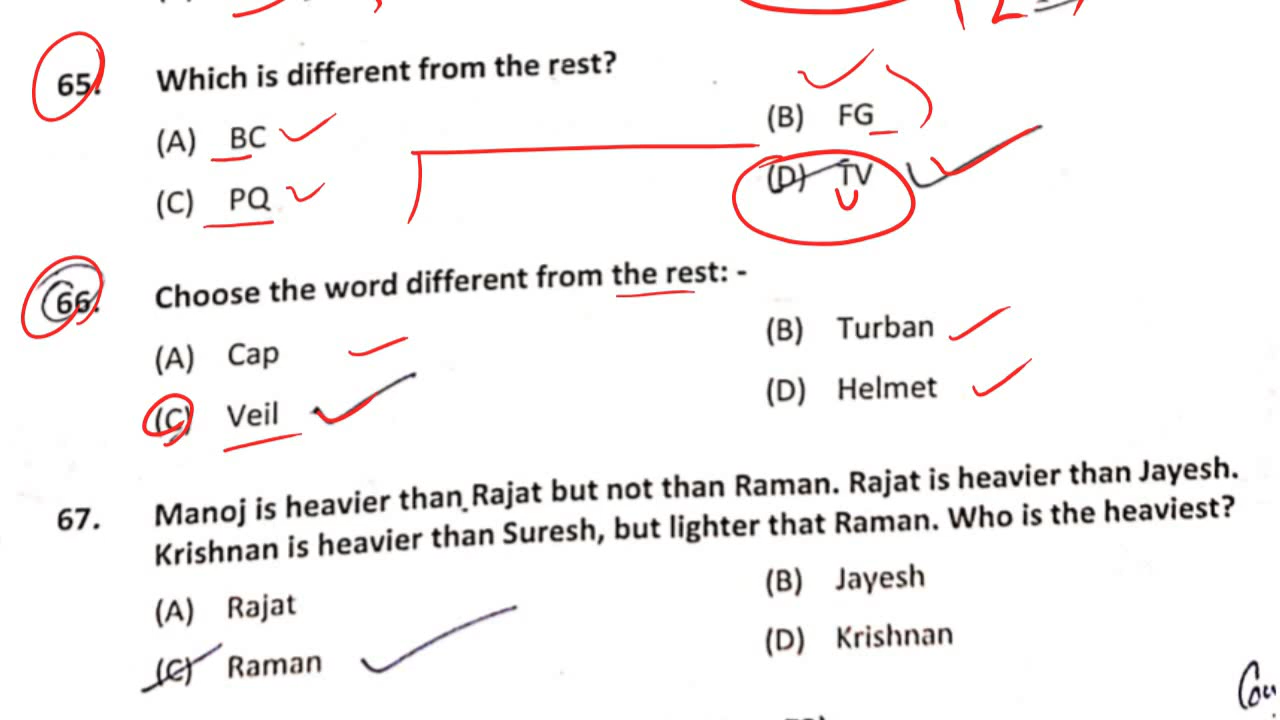 65. Which is different from the rest?
(A) BC (B) FG
(C) PQ (D) TV
U
66. Choose the word different from the rest: -
(A) Cap (B) Turban
(C) Veil (D) Helmet
67. Manoj is heavier than Rajat but not than Raman. Rajat is heavier than Jayesh.
Krishnan is heavier than Suresh, but lighter that Raman. Who is the heaviest?
(A) Rajat (B) Jayesh
(C) Raman (D) Krishnan